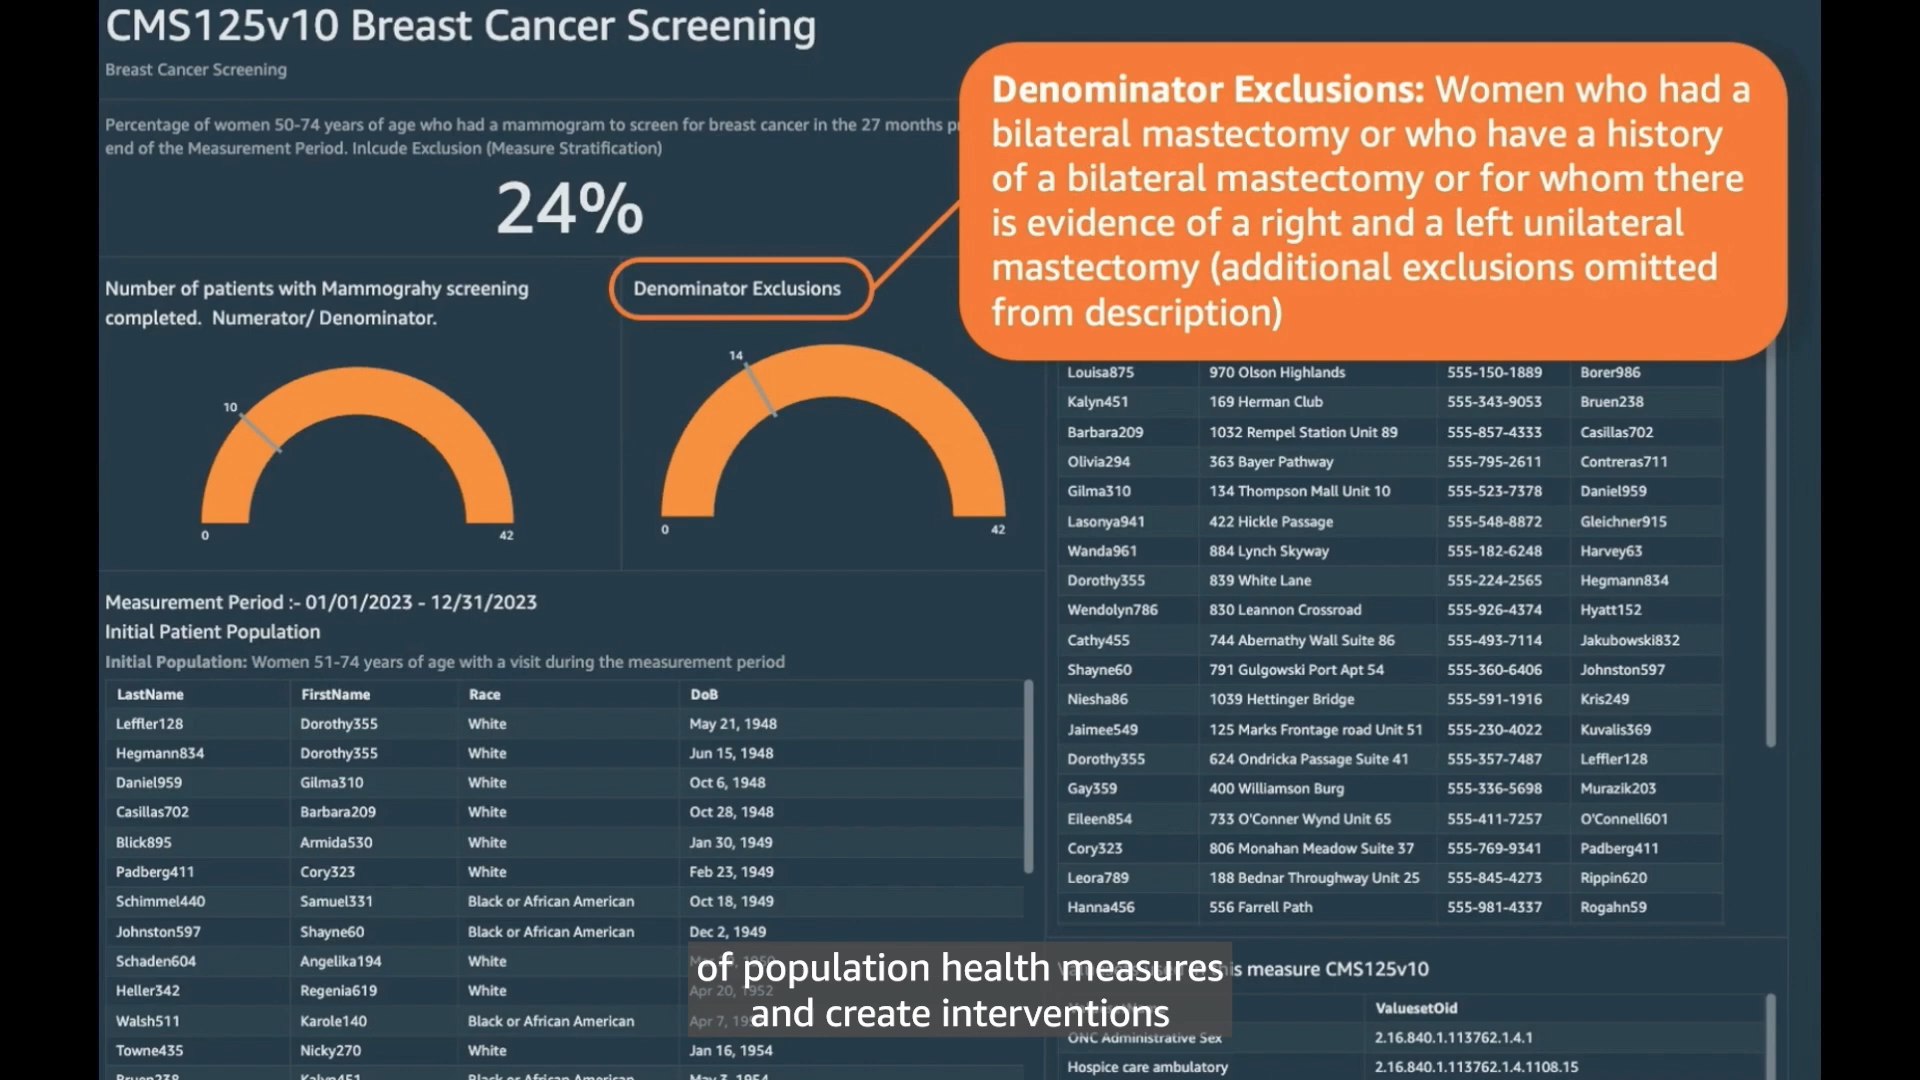 CMS125v10 Breast Cancer Screening
Breast Cancer Screening
Percentage of women 50-74 years of age who had a mammogram to screen for breast cancer in the 27 months
end of the Measurement Period. Inlcude Exclusion (Measure Stratification)
24%
Denominator Exclusions: Women who had a
bilateral mastectomy or who have a history
of a bilateral mastectomy or for whom there
is evidence of a right and a left unilateral
mastectomy (additional exclusions omitted
from description)
Number of patients with Mammograhy screening
completed. Numerator/ Denominator.
10
0
42
Denominator Exclusions
14
0
42
Louisa875 970 Olson Highlands 555-150-1889 Borer986
Kalyn451 169 Herman Club 555-343-9053 Bruen238
Barbara209 1032 Rempel Station Unit 89 555-857-4333 Casillas702
Olivia294 363 Bayer Pathway 555-795-2611 Contreras711
Gilma310 134 Thompson Mall Unit 10 555-523-7378 Daniel959
Lasonya941 422 Hickle Passage 555-548-8872 Gleichner915
Wanda961 884 Lynch Skyway 555-182-6248 Harvey63
Dorothy355 839 White Lane 555-224-2565 Hegmann834
Wendolyn786 830 Leannon Crossroad 555-926-4374 Hyatt152
Cathy455 744 Abernathy Wall Suite 86 555-493-7114 Jakubowski832
Shayne60 791 Gulgowski Port Apt 54 555-360-6406 Johnston597
Niesha86 1039 Hettinger Bridge 555-591-1916 Kris249
Jaimee549 125 Marks Frontage road Unit 51 555-230-4022 Kuvalis369
Dorothy355 624 Ondricka Passage Suite 41 555-357-7487 Leffler128
Gay359 400 Williamson Burg 555-336-5698 Murazik203
Eileen854 733 O'Conner Wynd Unit 65 555-411-7257 O'Connell601
Cory323 806 Monahan Meadow Suite 37 555-769-9341 Padberg411
Leora789 188 Bednar Throughway Unit 25 555-845-4273 Rippin620
Hanna456 556 Farrell Path 555-981-4337 Rogahn59
Measurement Period :- 01/01/2023 - 12/31/2023
Initial Patient Population
Initial Population: Women 51-74 years of age with a visit during the measurement period
LastName FirstName Race DoB
Leffler128 Dorothy355 White May 21, 1948
Hegmann834 Dorothy355 White Jun 15, 1948
Daniel959 Gilma310 White Oct 6, 1948
Casillas702 Barbara209 White Oct 28, 1948
Blick895 Armida530 White Jan 30, 1949
Padberg411 Cory323 White Feb 23, 1949
Schimmel440 Samuel331 Black or African American Oct 18, 1949
Johnston597 Shayne60 Black or African American Dec 2, 1949
Schaden604 Angelika194 White
Heller342 Regenia619 White Apr 20, 1952
Walsh511 Karole140 Black or African American Apr 7,
Towne435 Nicky270 White Jan 16, 1954
Bruen238 Kalyn451 Black or African American May 3, 1954
measure CMS125v10
ValuesetOid
ONC Administrative Sex 2.16.840.1.113762.1.4.1
Hospice care ambulatory 2.16.840.1.113762.1.4.1108.15
of population health measures
and create interventions